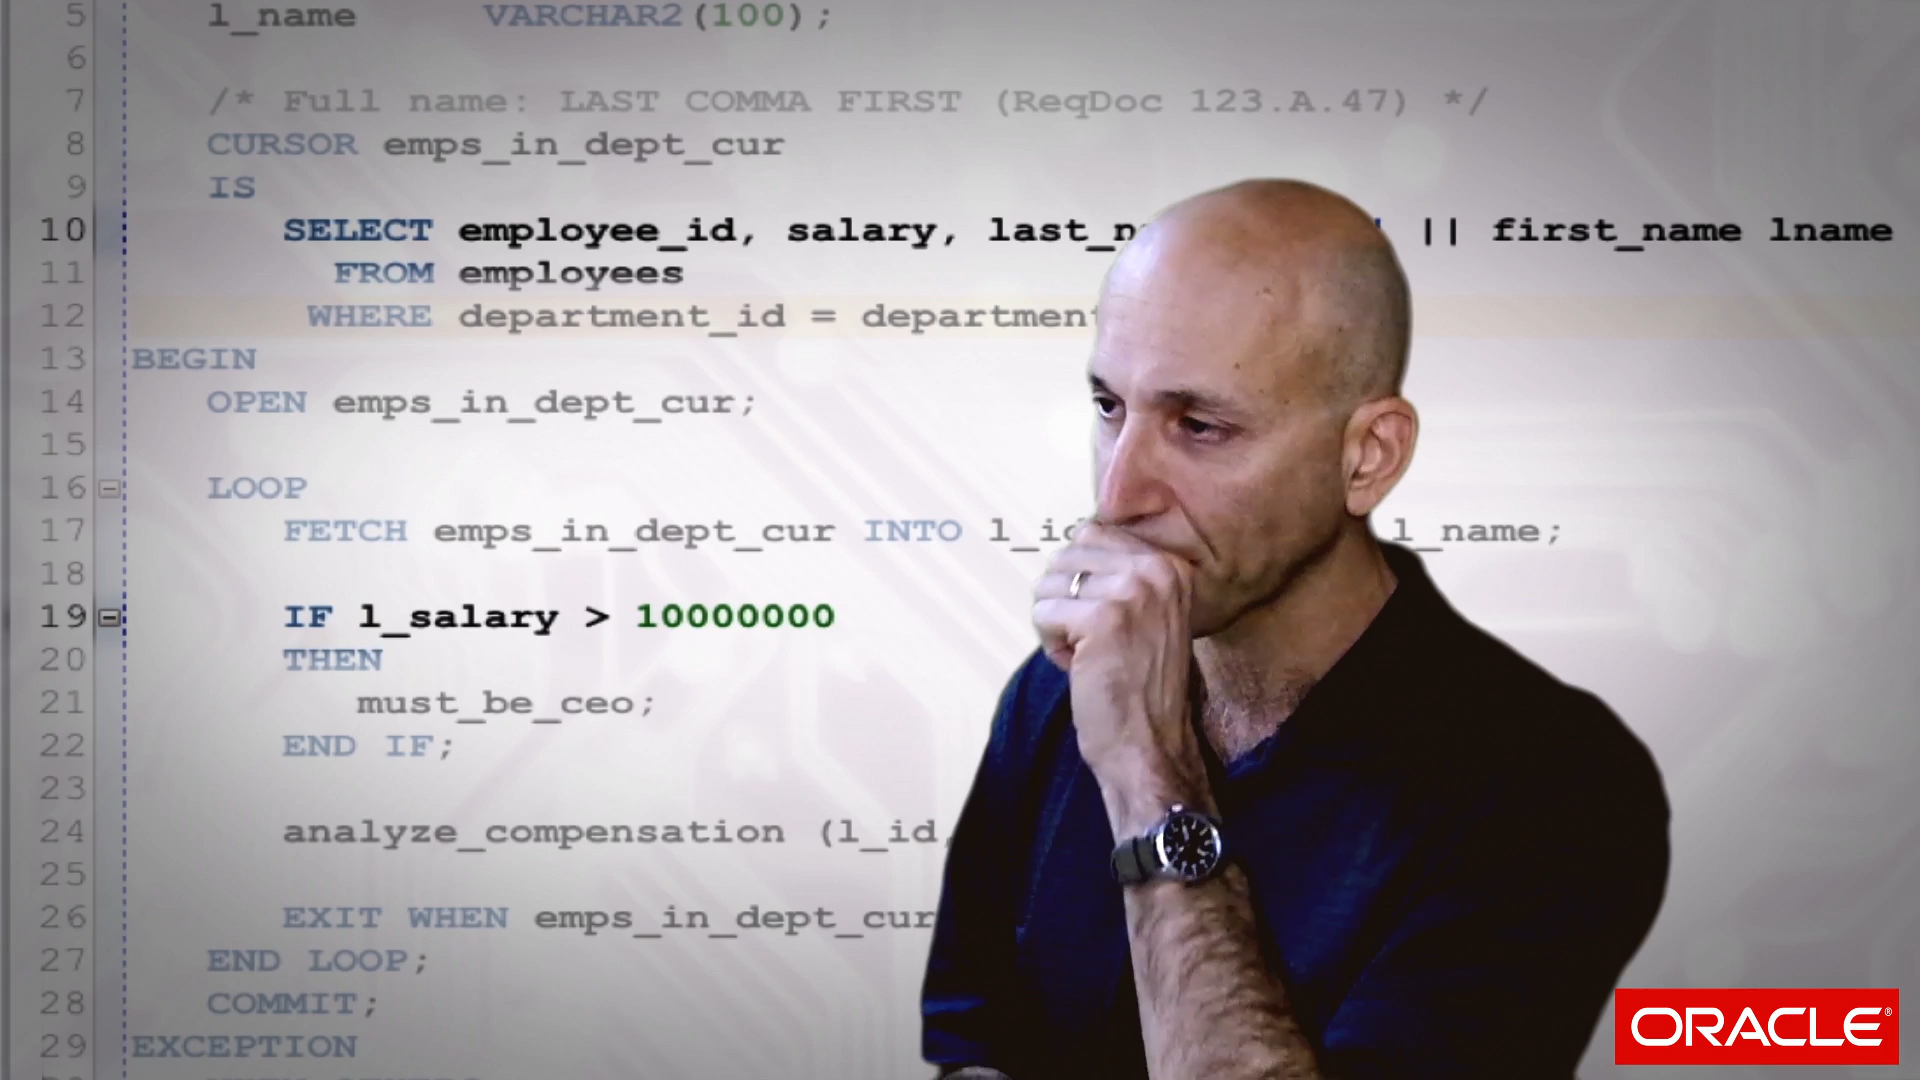 5 l_name VARCHAR2(100);
6
7 /* Full name: LAST COMMA FIRST (ReqDoc 123.A.47) */
8 CURSOR emps_in_dept_cur
9 IS
10 SELECT employee_id, salary, || first_name lname
11 FROM employees
12 WHERE department_id =
13 BEGIN
14 OPEN emps_in_dept_cur;
15
16 LOOP
17 FETCH emps_in_dept_cur INTO l_name;
18
19 IF l_salary > 10000000
20 THEN
21 must_be_ceo;
22 END IF;
23
24 analyze_compensation (l_id,
25
26 EXIT WHEN emps_in_dept_cur
27 END LOOP;
28 COMMIT;
29 EXCEPTION
ORACLE®